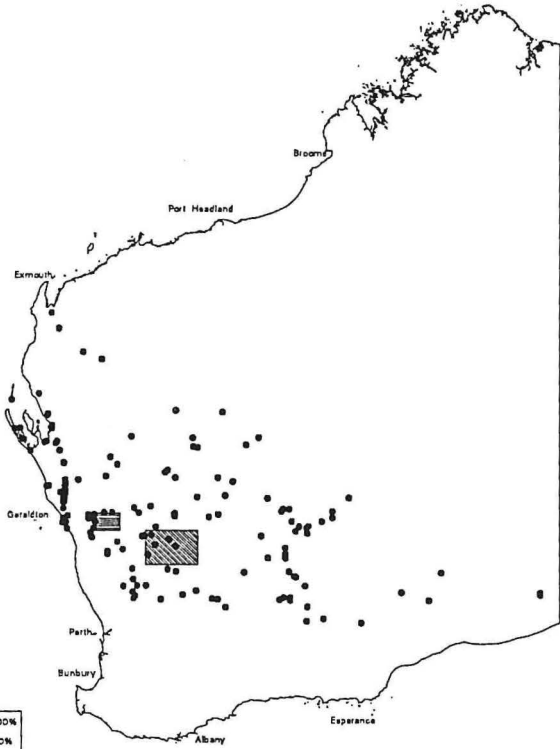 Broome
Port Headland
Exmouth
Geraldton
Perth
Bunbury
Esperance
Albany